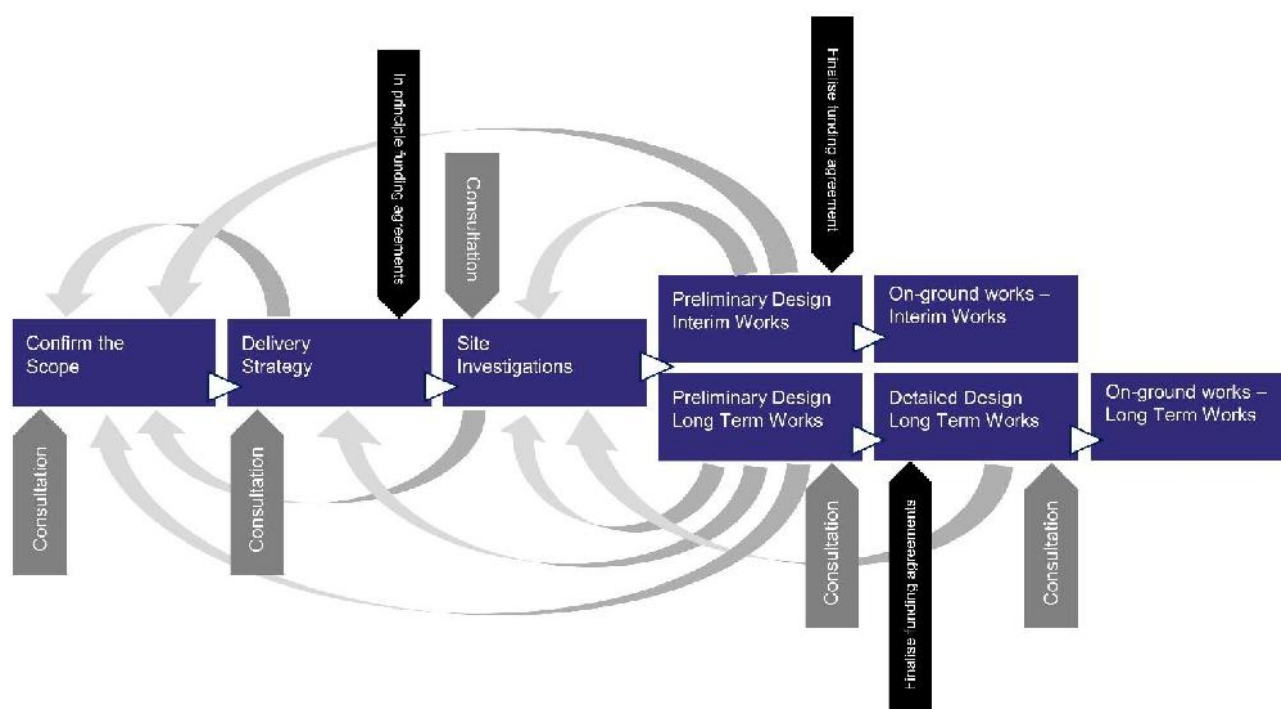 In principle funding agreements
Finalise funding agreement
Consultation
Preliminary Design
Interim Works
On-ground works –
Interim Works
Confirm the
Scope
Delivery
Strategy
Site
Investigations
Preliminary Design
Long Term Works
Detailed Design
Long Term Works
On-ground works –
Long Term Works
Consultation
Consultation
Consultation
Finalise funding agreements
Consultation